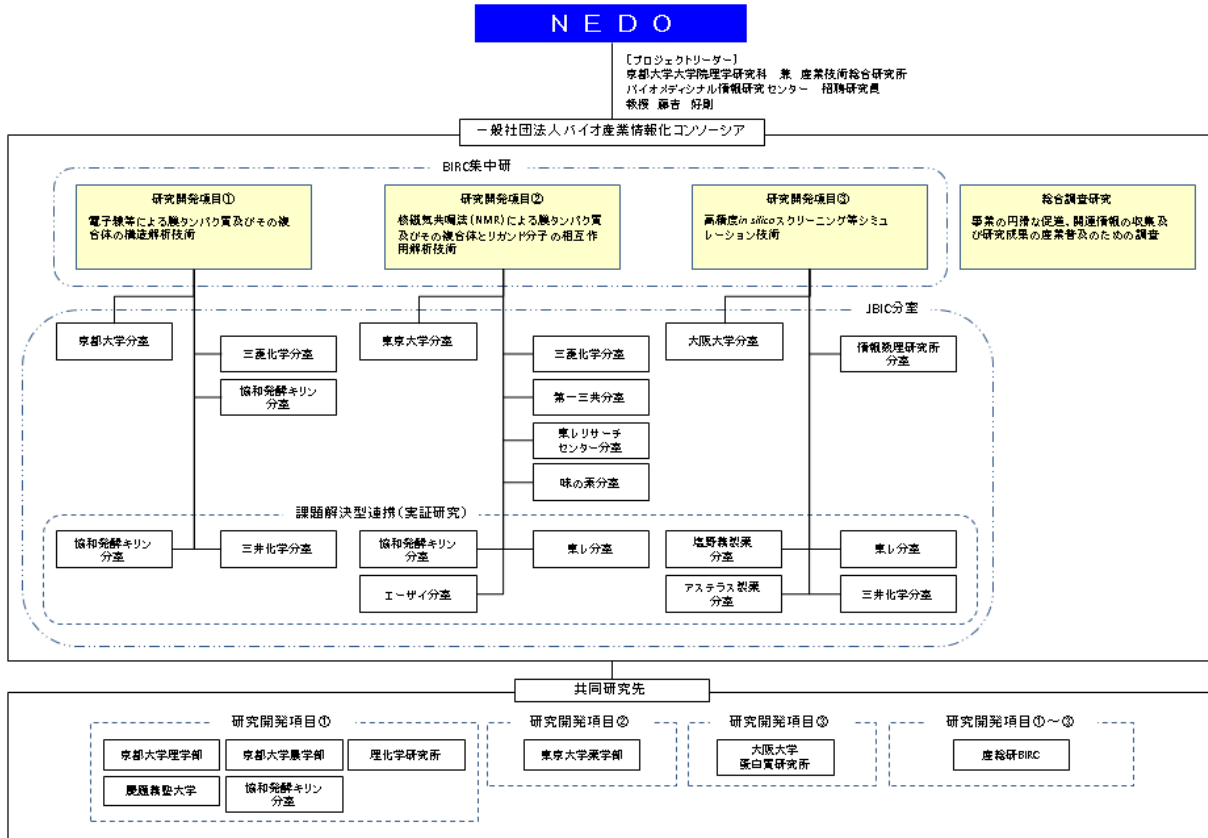 NEDO
［プロジェクトリーダー］
京都大学大学院理学研究科　兼　産業技術総合研究所
バイオメディシナル情報研究センター　招聘研究員
教授　藤吉　好則
一般社団法人バイオ産業情報化コンソーシア
BIRC集中研
研究開発項目①
電子線等による膜タンパク質及びその複
合体の構造解析技術
研究開発項目②
核磁気共鳴法（NMR）による膜タンパク質
及びその複合体とリガンド分子の相互作
用解析技術
研究開発項目③
高精度in silicoスクリーニング等シミュ
レーション技術
総合調査研究
事業の円滑な促進、関連情報の収集及
び研究成果の産業普及のための調査
JBIC分室
京都大学分室
三菱化学分室
協和発酵キリン
分室
東京大学分室
三菱化学分室
第一三共分室
東レリサーチ
センター分室
味の素分室
大阪大学分室
情報数理研究所
分室
課題解決型連携（実証研究）
協和発酵キリン
分室
三井化学分室
協和発酵キリン
分室
東レ分室
エーザイ分室
塩野義製薬
分室
東レ分室
アステラス製薬
分室
三井化学分室
共同研究先
研究開発項目①
京都大学理学部
京都大学農学部
理化学研究所
慶應義塾大学
協和発酵キリン
分室
研究開発項目②
東京大学薬学部
研究開発項目③
大阪大学
蛋白質研究所
研究開発項目①～③
産総研BIRC